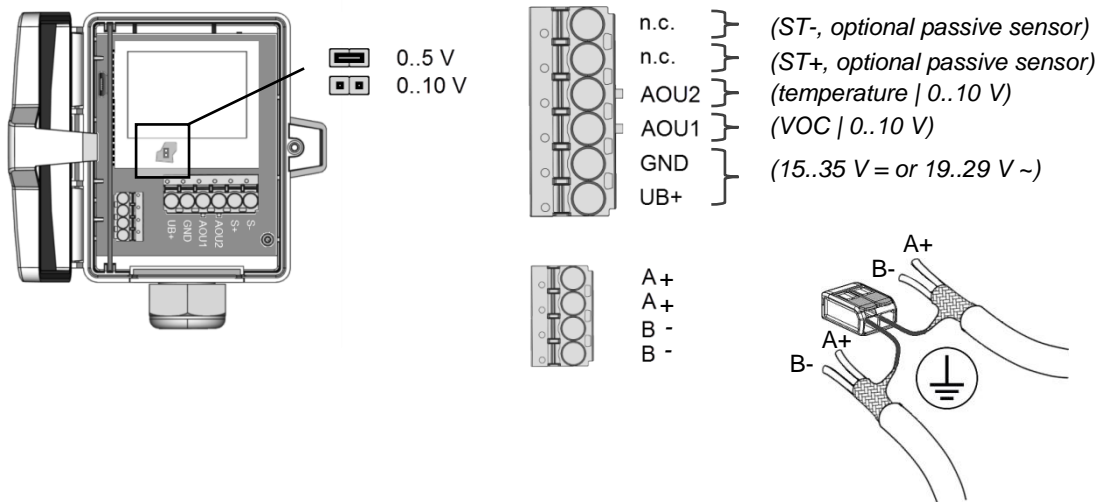 0..5 V
0..10 V
UB+
GND
AOU1
AOU2
S+
S-
n.c. (ST-, optional passive sensor)
n.c. (ST+, optional passive sensor)
AOU2 (temperature | 0..10 V)
AOU1 (VOC | 0..10 V)
GND (15..35 V = or 19..29 V ~)
UB+
A+
A+
B -
B -
A+
B-
A+
B-